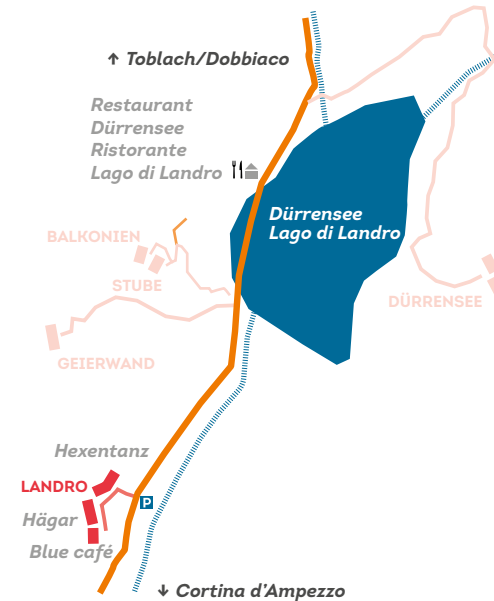 ↑ Toblach/Dobbiaco
Restaurant
Dürrensee
Ristorante
Lago di Landro
Dürrensee
Lago di Landro
BALKONIEN
STUBE
DÜRRENSEE
GEIERWAND
Hexentanz
LANDRO
P
Hägar
Blue café
↓ Cortina d’Ampezzo